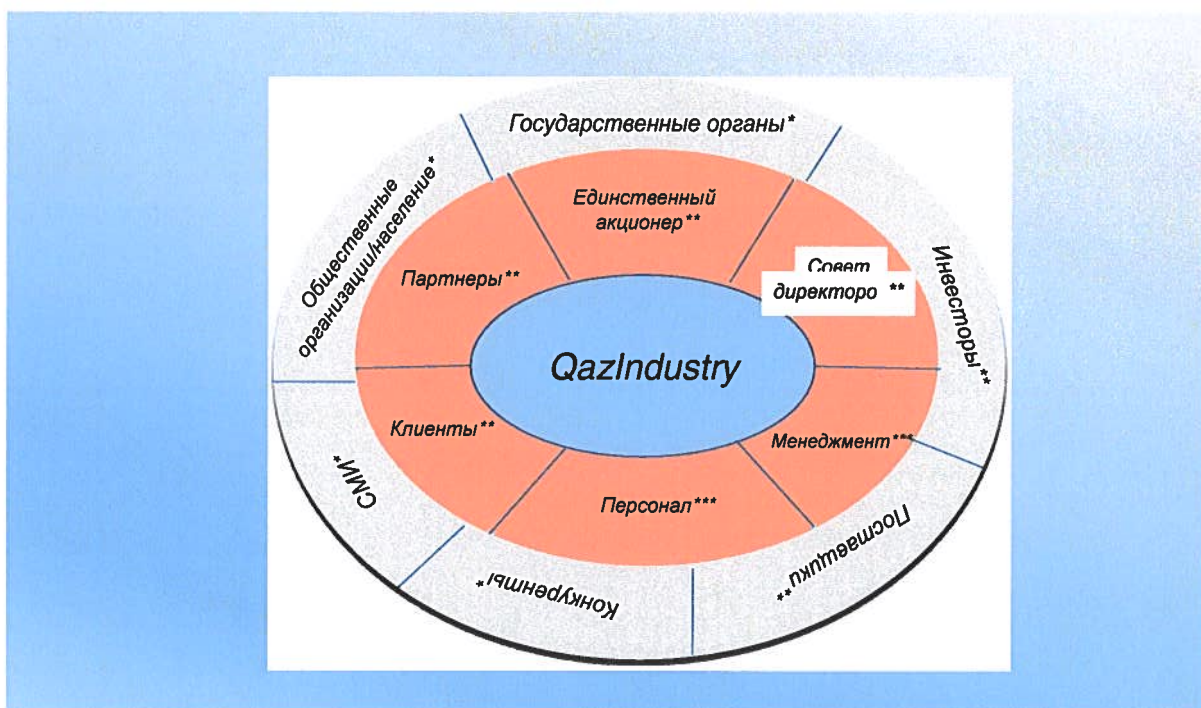 Государственные органы*
Общественные
организации/население*
Единственный
акционер**
Партнеры**
Совет
директоро **
Инвесторы**
QazIndustry
Клиенты**
Менеджмент***
СМИ*
Персонал***
Поставщики**
Конкуренты*